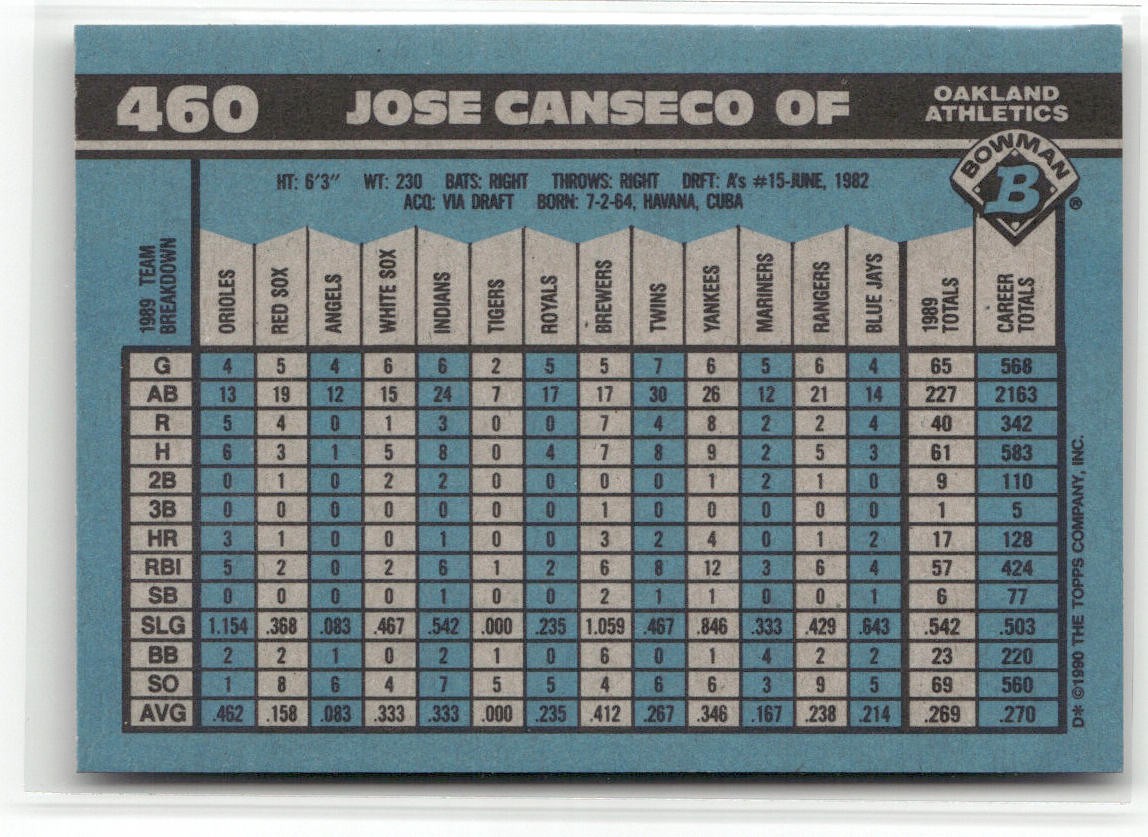 460 JOSE CANSECO OF OAKLAND ATHLETICS
BOWMAN
B
®
HT: 6'3" WT: 230 BATS: RIGHT THROWS: RIGHT DRFT: A's #15-JUNE, 1982
ACQ: VIA DRAFT BORN: 7-2-64, HAVANA, CUBA
1989 TEAM BREAKDOWN ORIOLES RED SOX ANGELS WHITE SOX INDIANS TIGERS ROYALS BREWERS TWINS YANKEES MARINERS RANGERS BLUE JAYS 1989 TOTALS CAREER TOTALS
G 4 5 4 6 6 2 5 5 7 6 5 6 4 65 568
AB 13 19 12 15 24 7 17 17 30 26 12 21 14 227 2163
R 5 4 0 1 3 0 0 7 4 8 2 2 4 40 342
H 6 3 1 5 8 0 4 7 8 9 2 5 3 61 583
2B 0 1 0 2 2 0 0 0 0 1 2 1 0 9 110
3B 0 0 0 0 0 0 0 1 0 0 0 0 0 1 5
HR 3 1 0 0 1 0 0 3 2 4 0 1 2 17 128
RBI 5 2 0 2 6 1 2 6 8 12 3 6 4 57 424
SB 0 0 0 0 1 0 0 2 1 1 0 0 1 6 77
SLG 1.154 .368 .083 .467 .542 .000 .235 1.059 .467 .846 .333 .429 .643 .542 .503
BB 2 2 1 0 2 1 0 6 0 1 4 2 2 23 220
SO 1 8 6 4 7 5 5 4 6 6 3 9 5 69 560
AVG .462 .158 .083 .333 .333 .000 .235 .412 .267 .346 .167 .238 .214 .269 .270
D* ©1990 THE TOPPS COMPANY, INC.